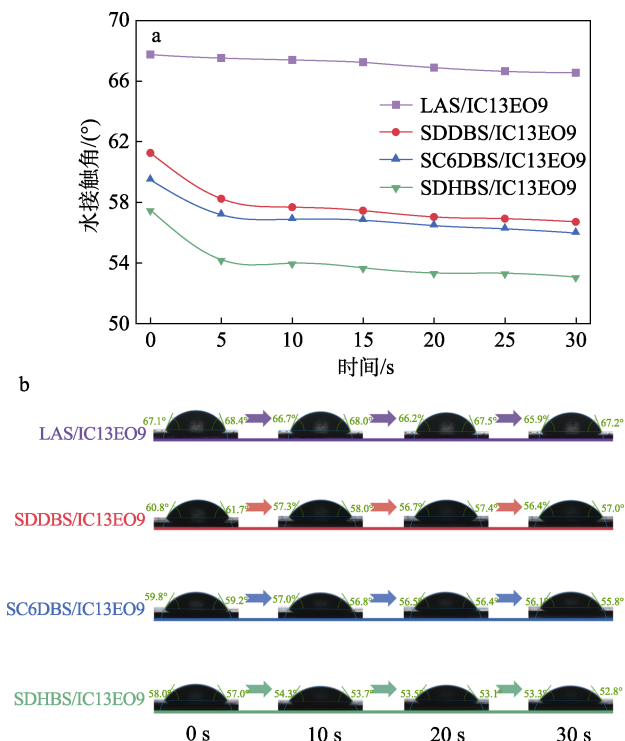 a
70
66
62
58
54
50
水接触角/(°)
LAS/IC13EO9
SDDBS/IC13EO9
SC6DBS/IC13EO9
SDHBS/IC13EO9
0 5 10 15 20 25 30
时间/s
b
67.1° 68.4° 66.7° 68.0° 66.2° 67.5° 65.9° 67.2°
LAS/IC13EO9
60.8° 61.7° 57.3° 58.0° 56.7° 57.4° 56.4° 57.0°
SDDBS/IC13EO9
59.8° 59.2° 57.0° 56.8° 56.5° 56.4° 56.1° 55.8°
SC6DBS/IC13EO9
58.0° 57.0° 54.3° 53.7° 53.5° 53.1° 53.3° 52.8°
SDHBS/IC13EO9
0 s 10 s 20 s 30 s